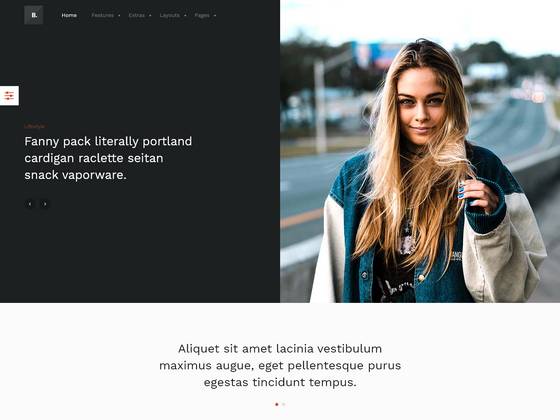 B.
Home Features Extras Layouts Pages
Lifestyle
Fanny pack literally portland
cardigan raclette seitan
snack vaporware.
Aliquet sit amet lacinia vestibulum
maximus augue, eget pellentesque purus
egestas tincidunt tempus.